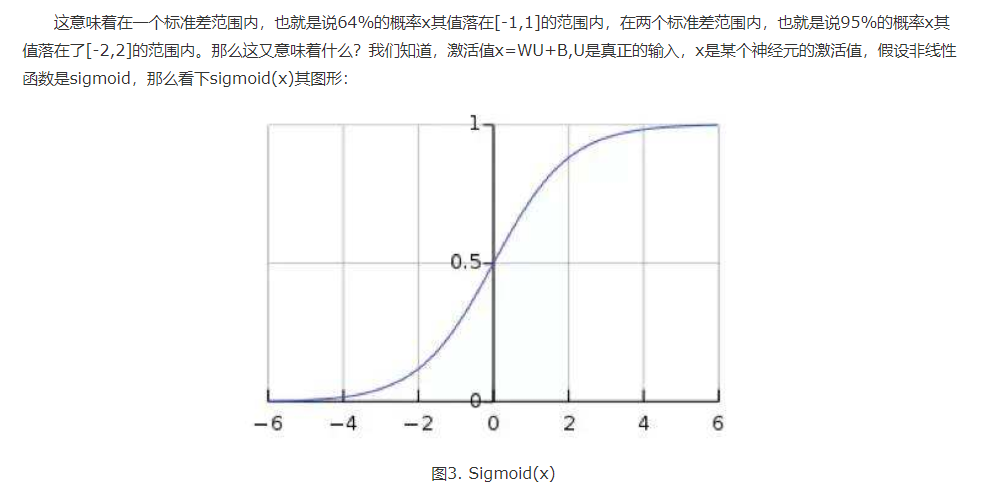 这意味着在一个标准差范围内，也就是说64%的概率x其值落在[-1,1]的范围内，在两个标准差范围内，也就是说95%的概率x其
值落在了[-2,2]的范围内。那么这又意味着什么？我们知道，激活值x=WU+B,U是真正的输入，x是某个神经元的激活值，假设非线性
函数是sigmoid，那么看下sigmoid(x)其图形：
1
0.5
0
−6 −4 −2 0 2 4 6
图3. Sigmoid(x)